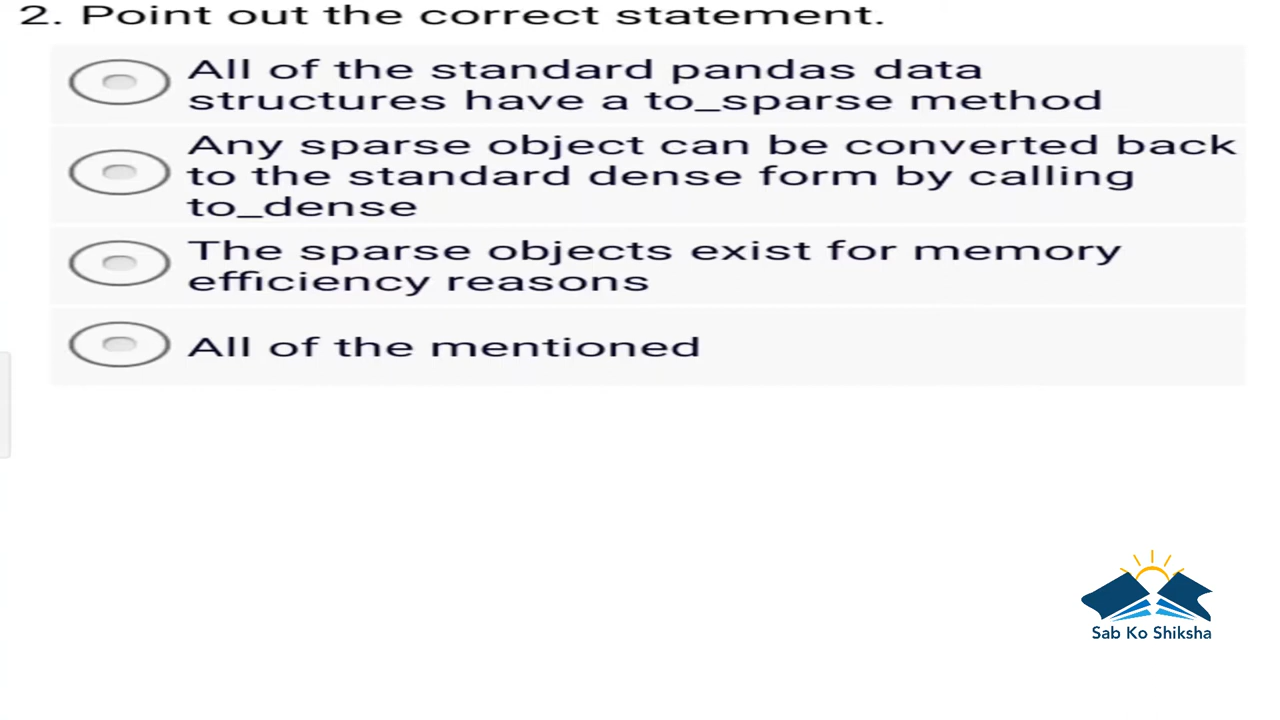 2. Point out the correct statement.
All of the standard pandas data
structures have a to_sparse method
Any sparse object can be converted back
to the standard dense form by calling
to_dense
The sparse objects exist for memory
efficiency reasons
All of the mentioned
Sab Ko Shiksha